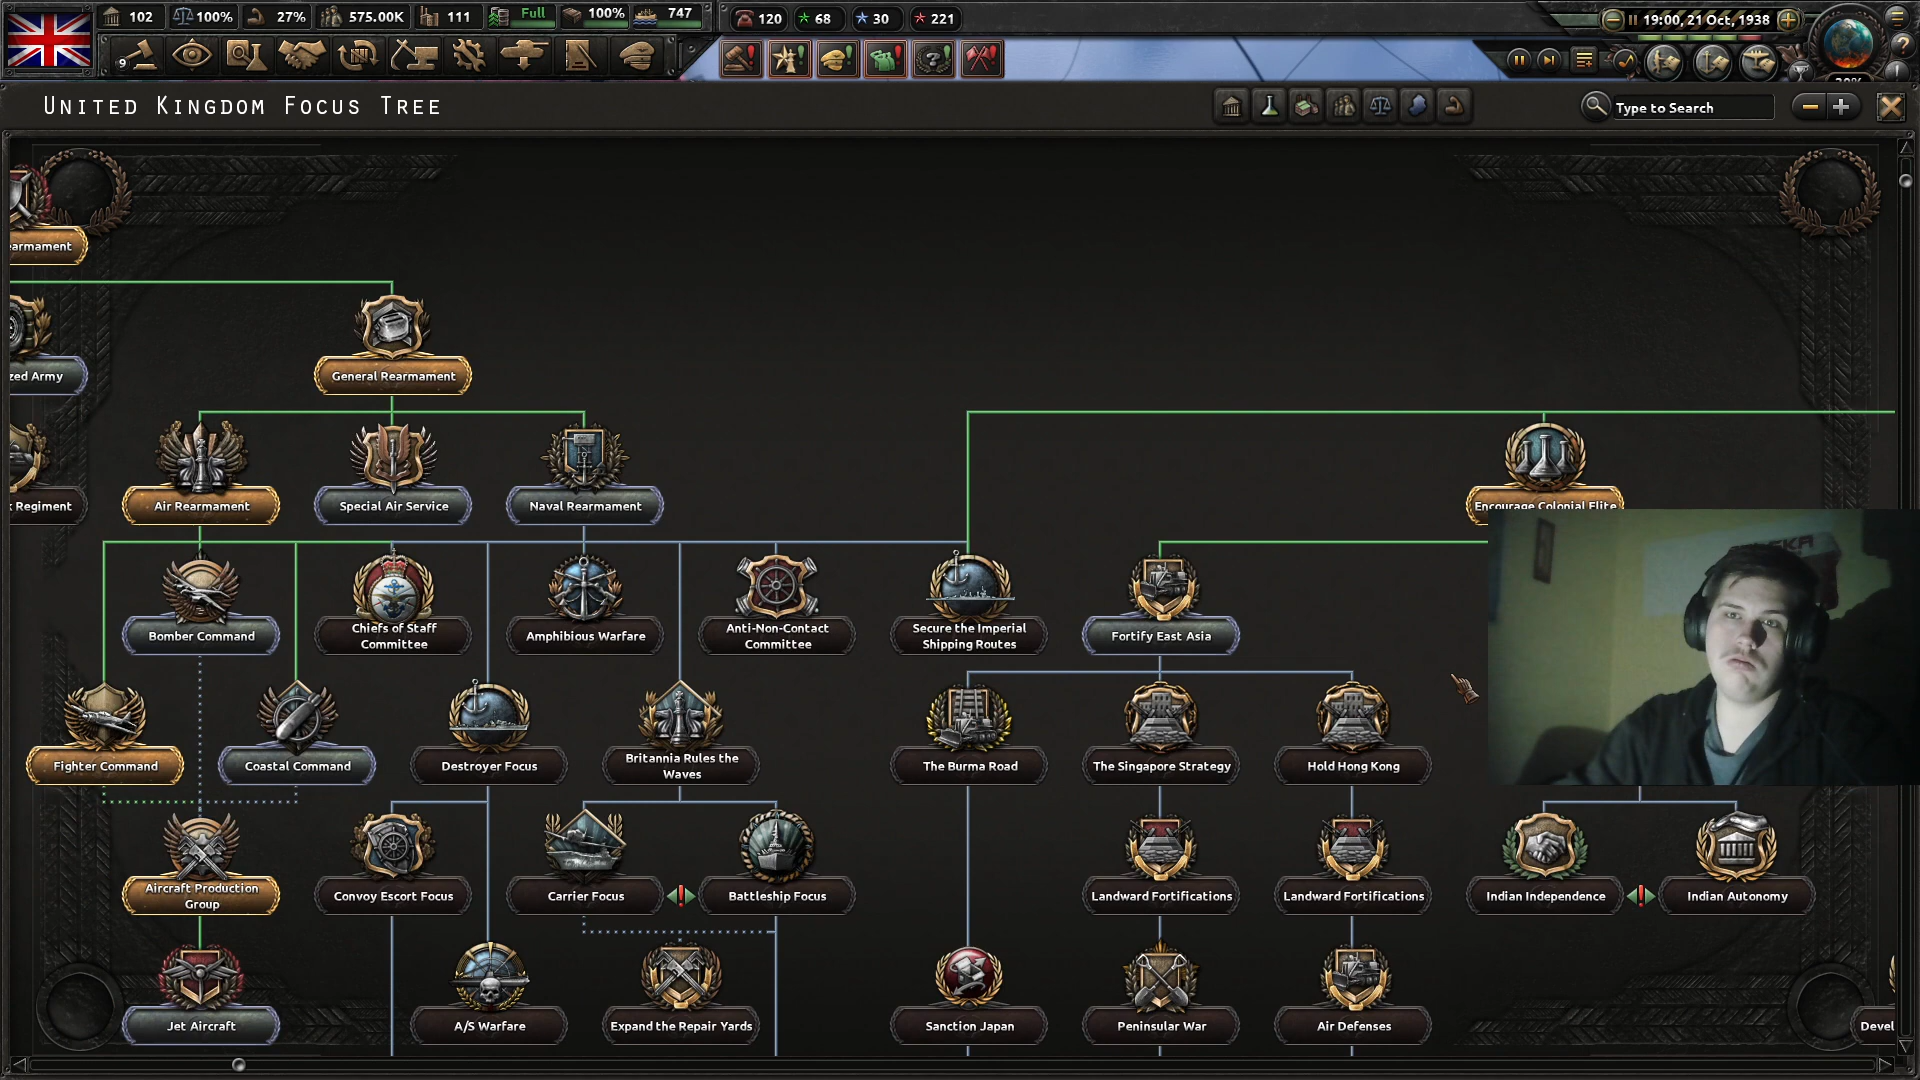 102
100%
27%
575.00K
111
Full
100%
747
120
68
30
221
19:00, 21 Oct, 1938
9
United Kingdom Focus Tree
Type to Search
General Rearmament
Air Rearmament
Special Air Service
Naval Rearmament
Encourage Colonial Elite
Bomber Command
Chiefs of Staff
Committee
Amphibious Warfare
Anti-Non-Contact
Committee
Secure the Imperial
Shipping Routes
Fortify East Asia
Fighter Command
Coastal Command
Destroyer Focus
Britannia Rules the
Waves
The Burma Road
The Singapore Strategy
Hold Hong Kong
Aircraft Production
Group
Convoy Escort Focus
Carrier Focus
Battleship Focus
Landward Fortifications
Landward Fortifications
Indian Independence
Indian Autonomy
Jet Aircraft
A/S Warfare
Expand the Repair Yards
Sanction Japan
Peninsular War
Air Defenses
Devel
earmament
zed Army
Regiment